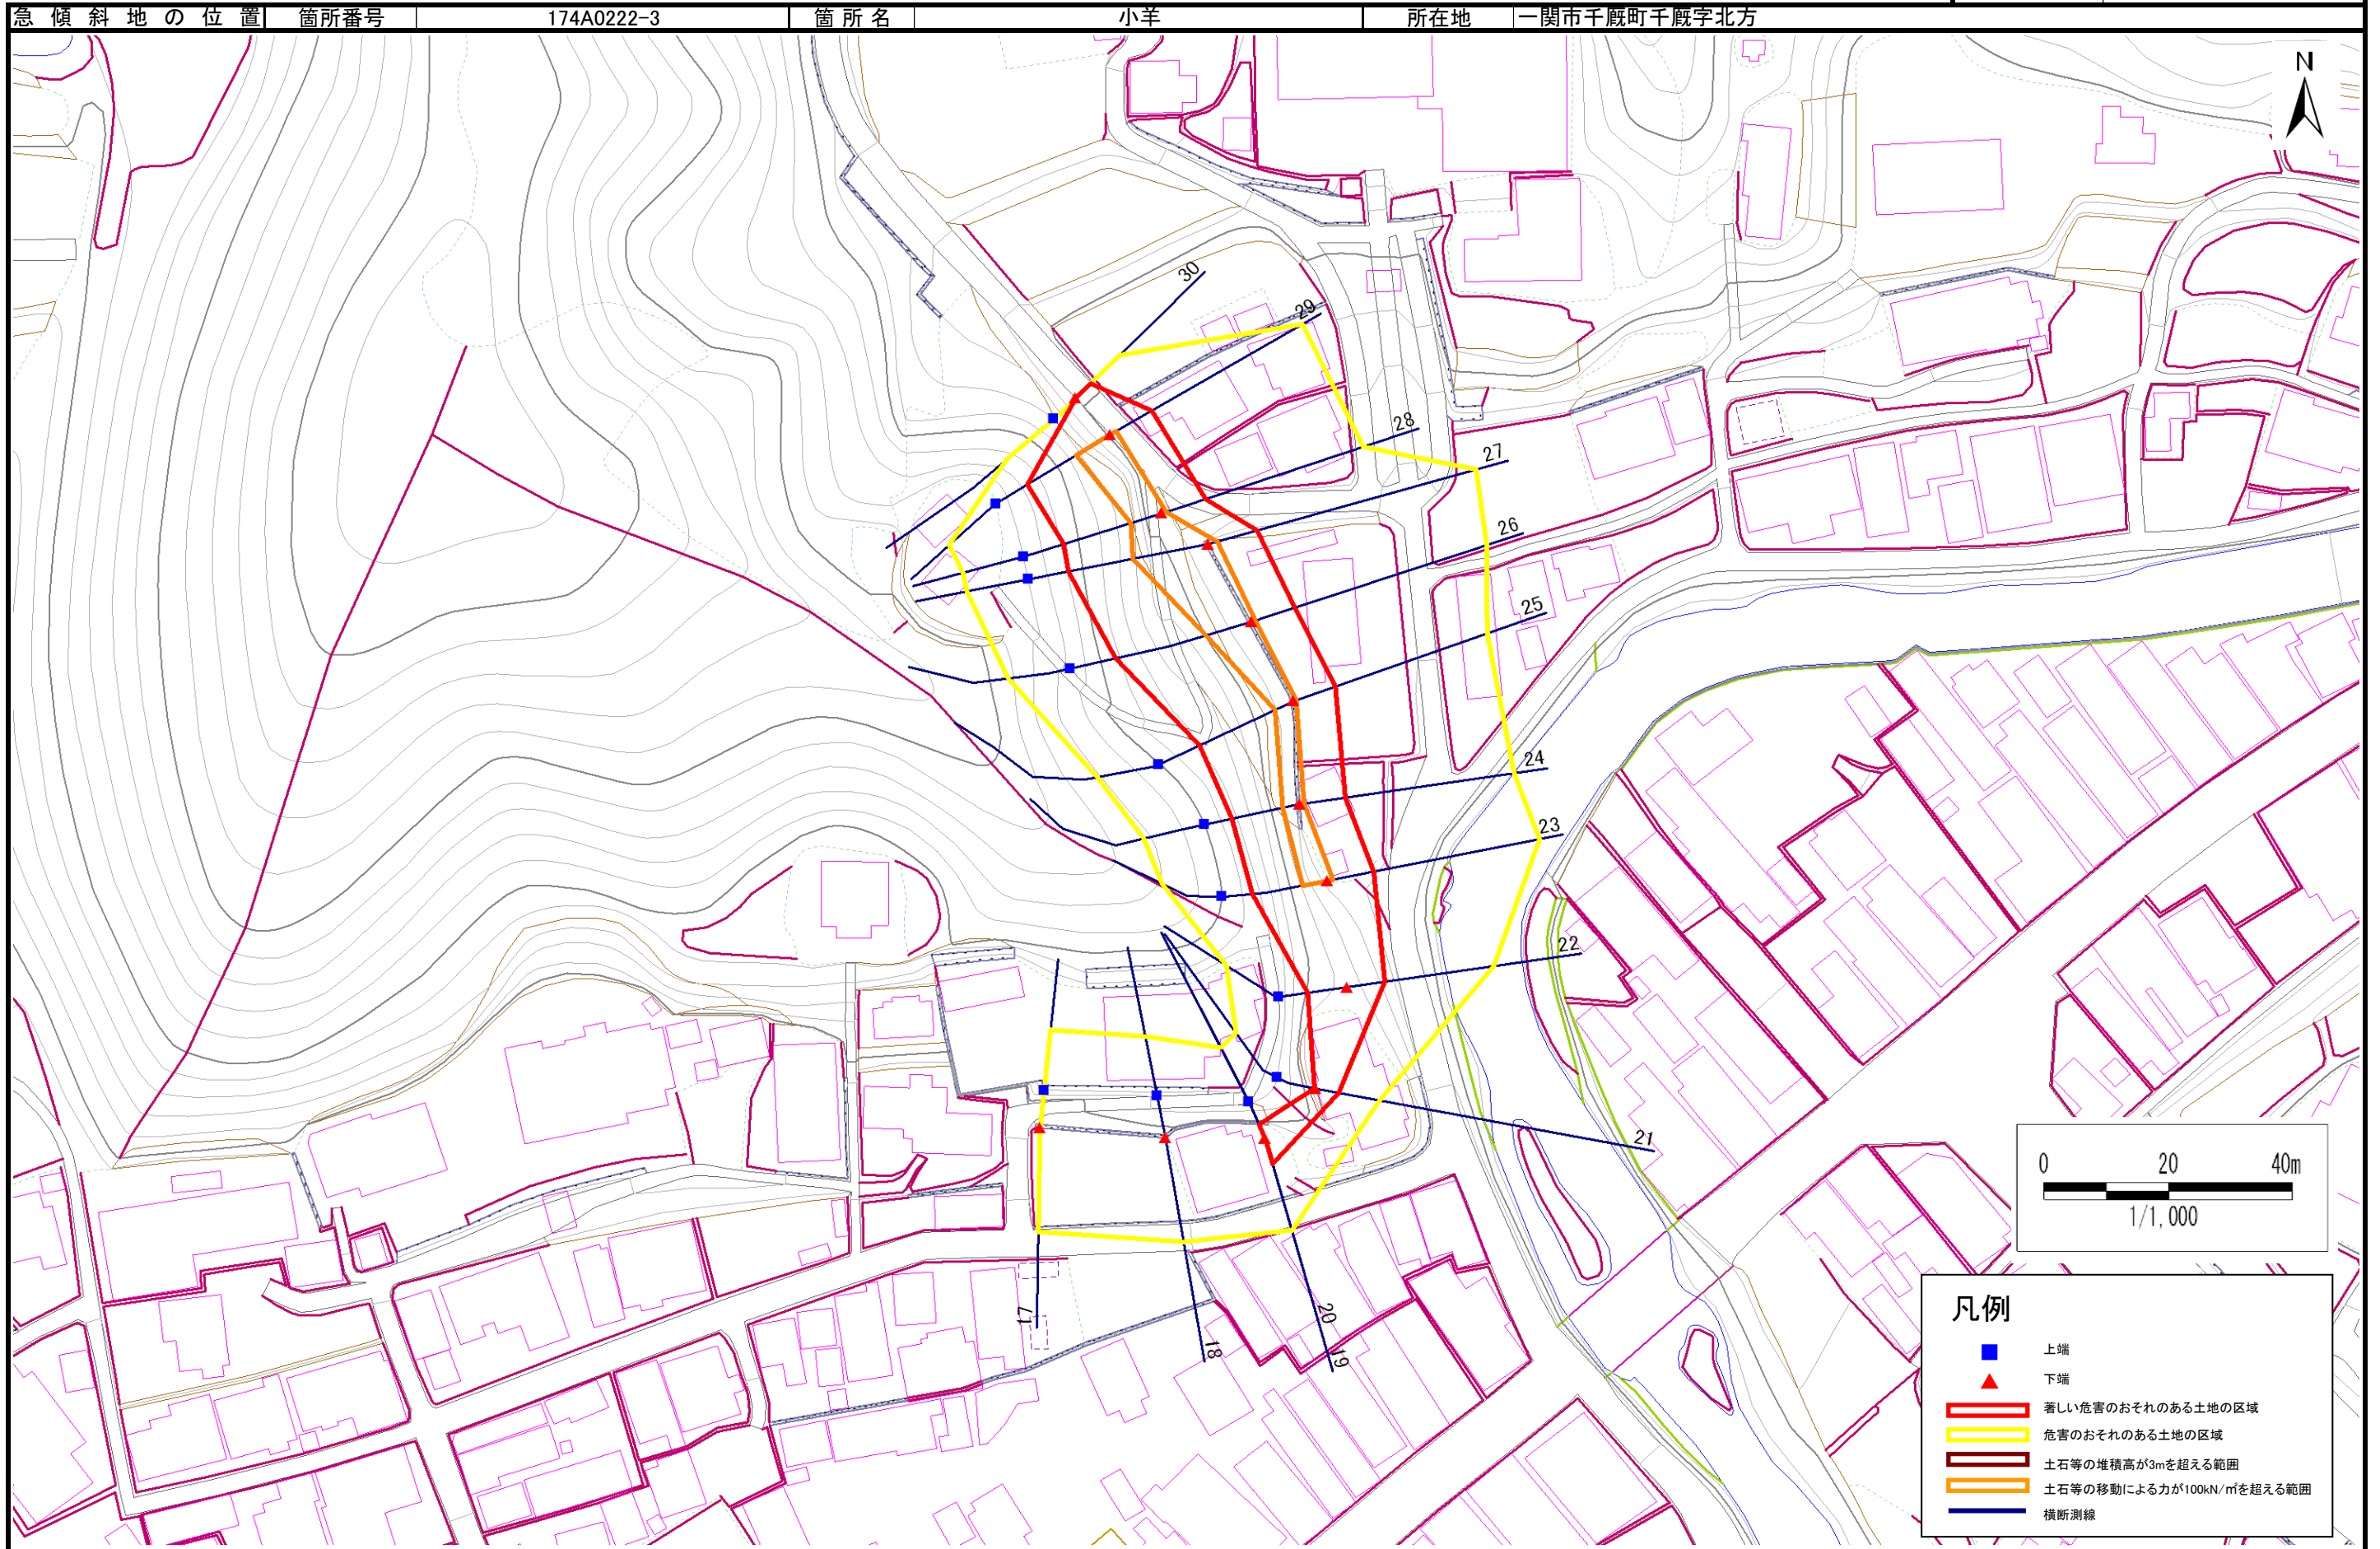 急傾斜地の位置 箇所番号 174A0222-3 箇所名 小羊 所在地 一関市千厩町千厩字北方
N
30
29
28
27
26
25
24
23
22
21
20
19
18
17
0 20 40m
1/1,000
凡例
上端
下端
著しい危害のおそれのある土地の区域
危害のおそれのある土地の区域
土石等の堆積高が3mを超える範囲
土石等の移動による力が100kN/㎡を超える範囲
横断測線